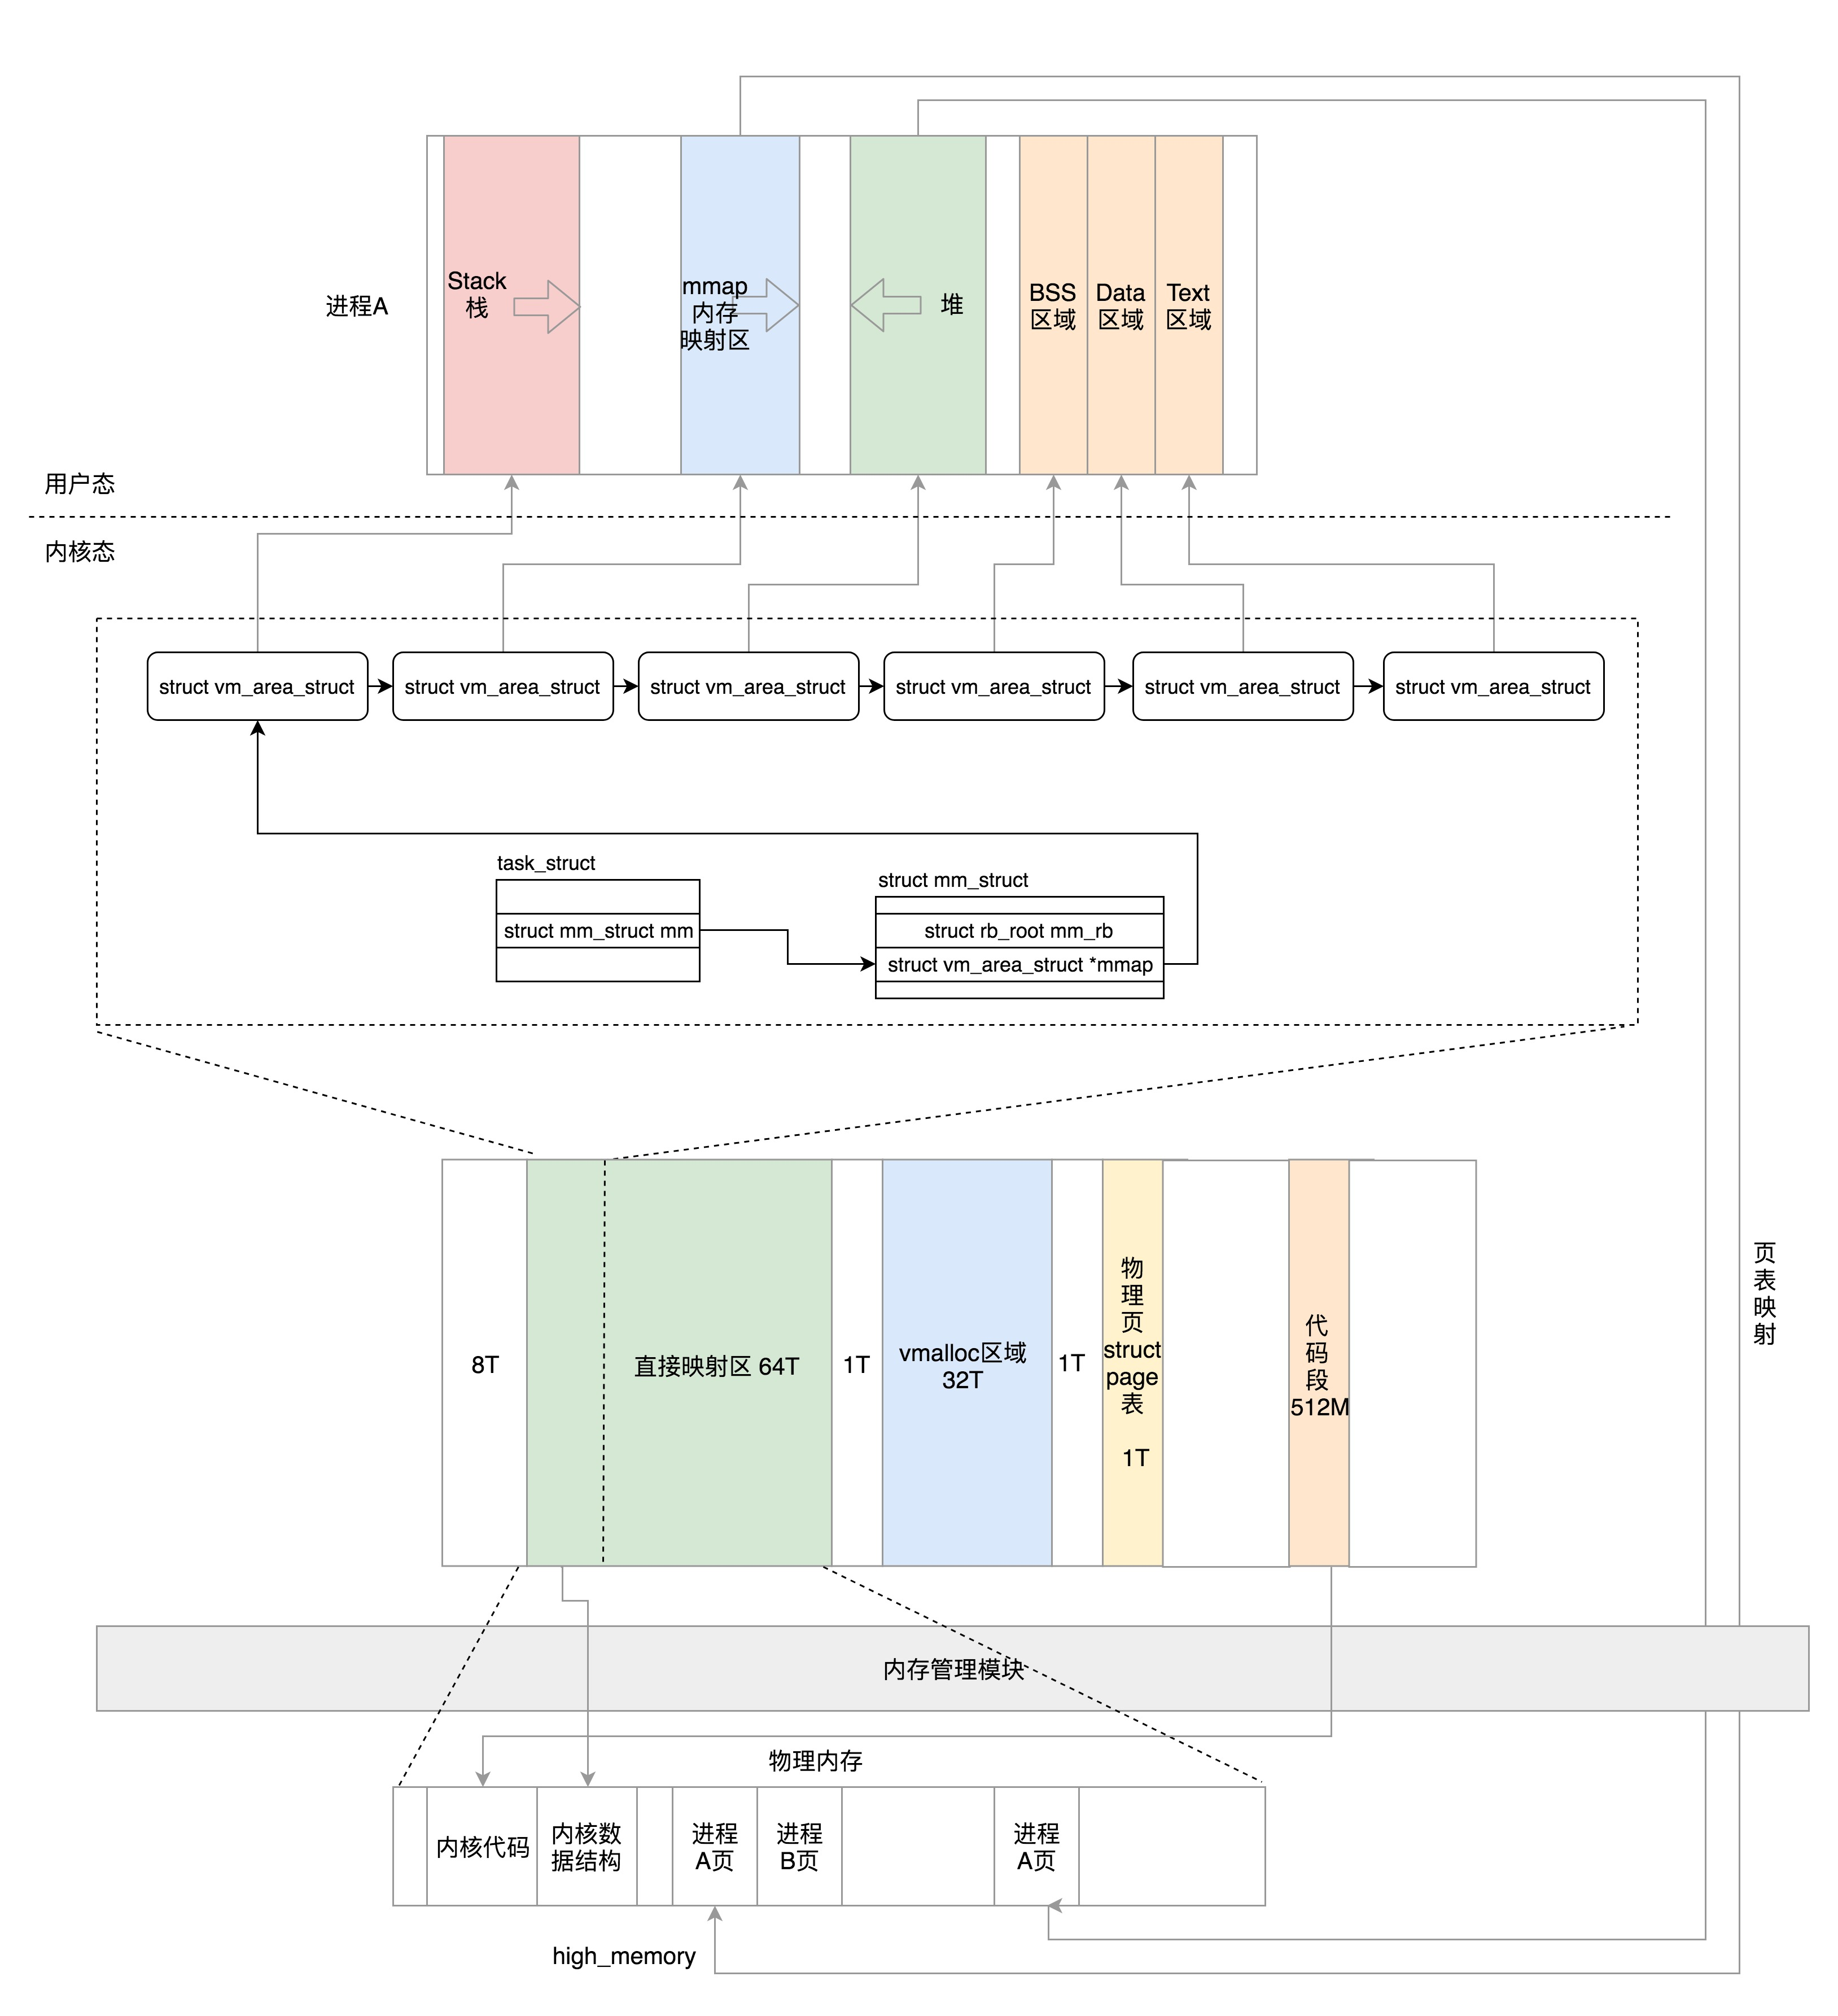 进程A
Stack
栈
mmap
内存
映射区
堆
BSS
区域
Data
区域
Text
区域
用户态
内核态
struct vm_area_struct
struct vm_area_struct
struct vm_area_struct
struct vm_area_struct
struct vm_area_struct
struct vm_area_struct
task_struct
struct mm_struct mm
struct mm_struct
struct rb_root mm_rb
struct vm_area_struct *mmap
8T
直接映射区 64T
1T
vmalloc区域
32T
1T
物
理
页
struct
page
表
1T
代
码
段
512M
页
表
映
射
内存管理模块
物理内存
内核代码
内核数
据结构
进程
A页
进程
B页
进程
A页
high_memory